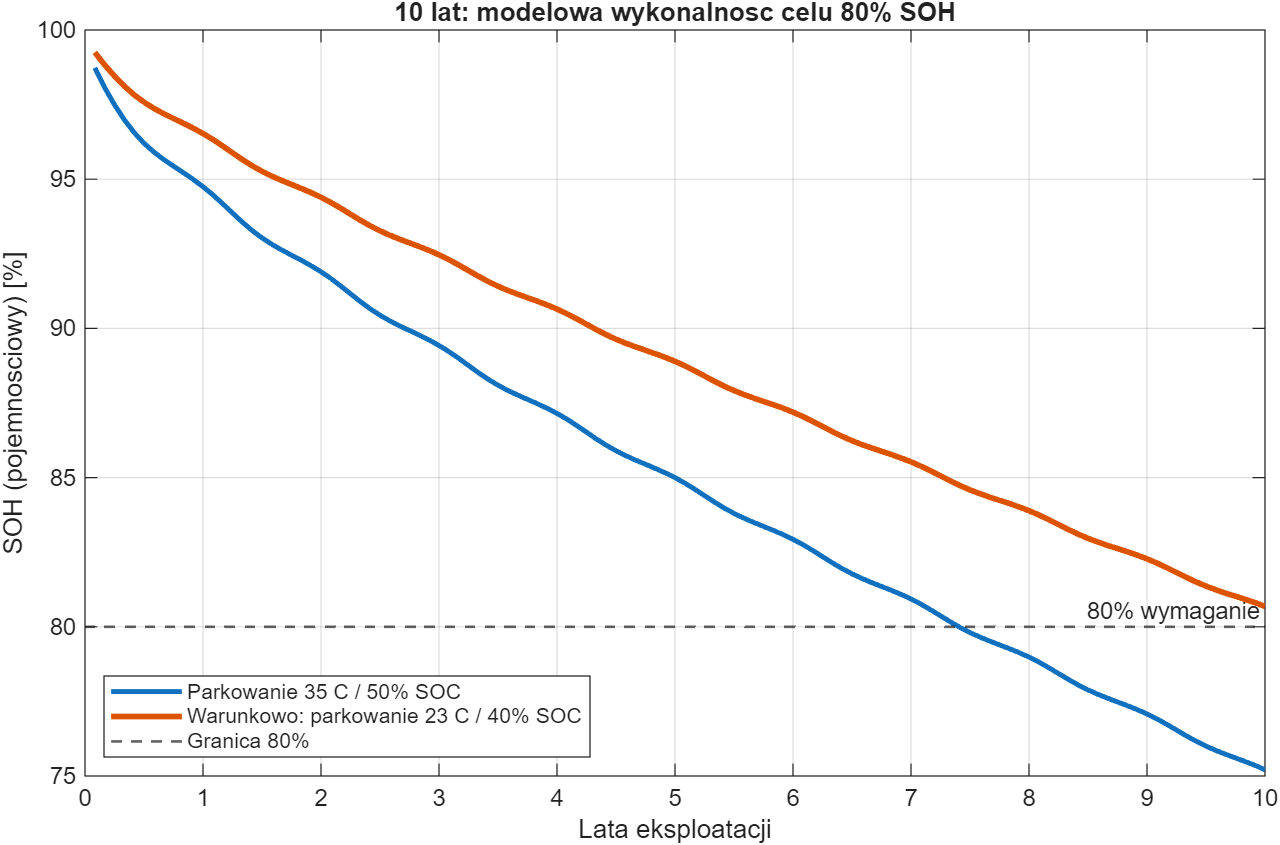 10 lat: modelowa wykonalnosc celu 80% SOH
100
95
90
85
80
75
SOH (pojemnosciowy) [%]
80% wymaganie
Parkowanie 35 C / 50% SOC
Warunkowo: parkowanie 23 C / 40% SOC
Granica 80%
0 1 2 3 4 5 6 7 8 9 10
Lata eksploatacji